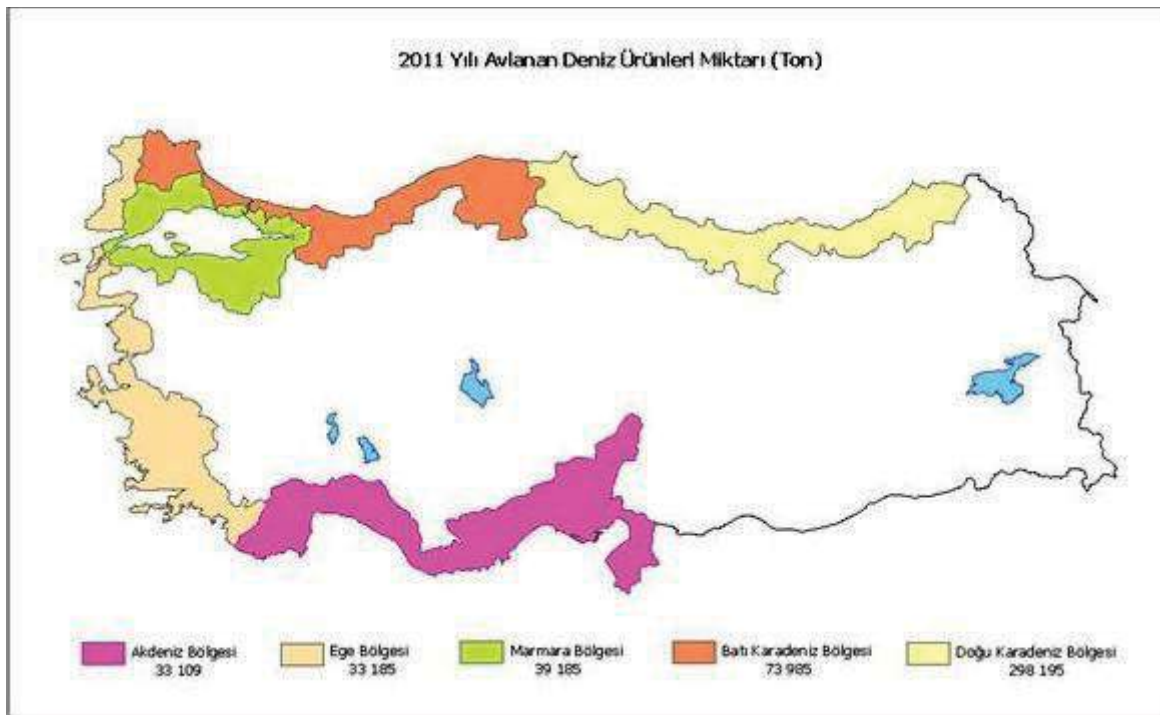 2011 Yılı Avlanan Deniz Ürünleri Miktarı (Ton)
Akdeniz Bölgesi
33 109
Ege Bölgesi
33 185
Marmara Bölgesi
39 185
Batı Karadeniz Bölgesi
73 985
Doğu Karadeniz Bölgesi
298 195